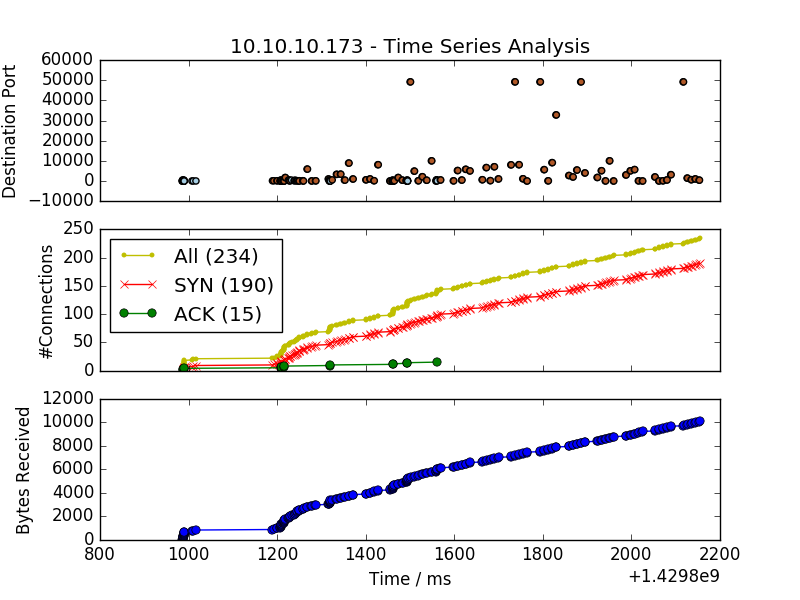 10.10.10.173 - Time Series Analysis
Destination Port
60000
50000
40000
30000
20000
10000
0
−10000
#Connections
250
200
150
100
50
0
All (234)
SYN (190)
ACK (15)
Bytes Received
12000
10000
8000
6000
4000
2000
0
800 1000 1200 1400 1600 1800 2000 2200
Time / ms
+1.4298e9